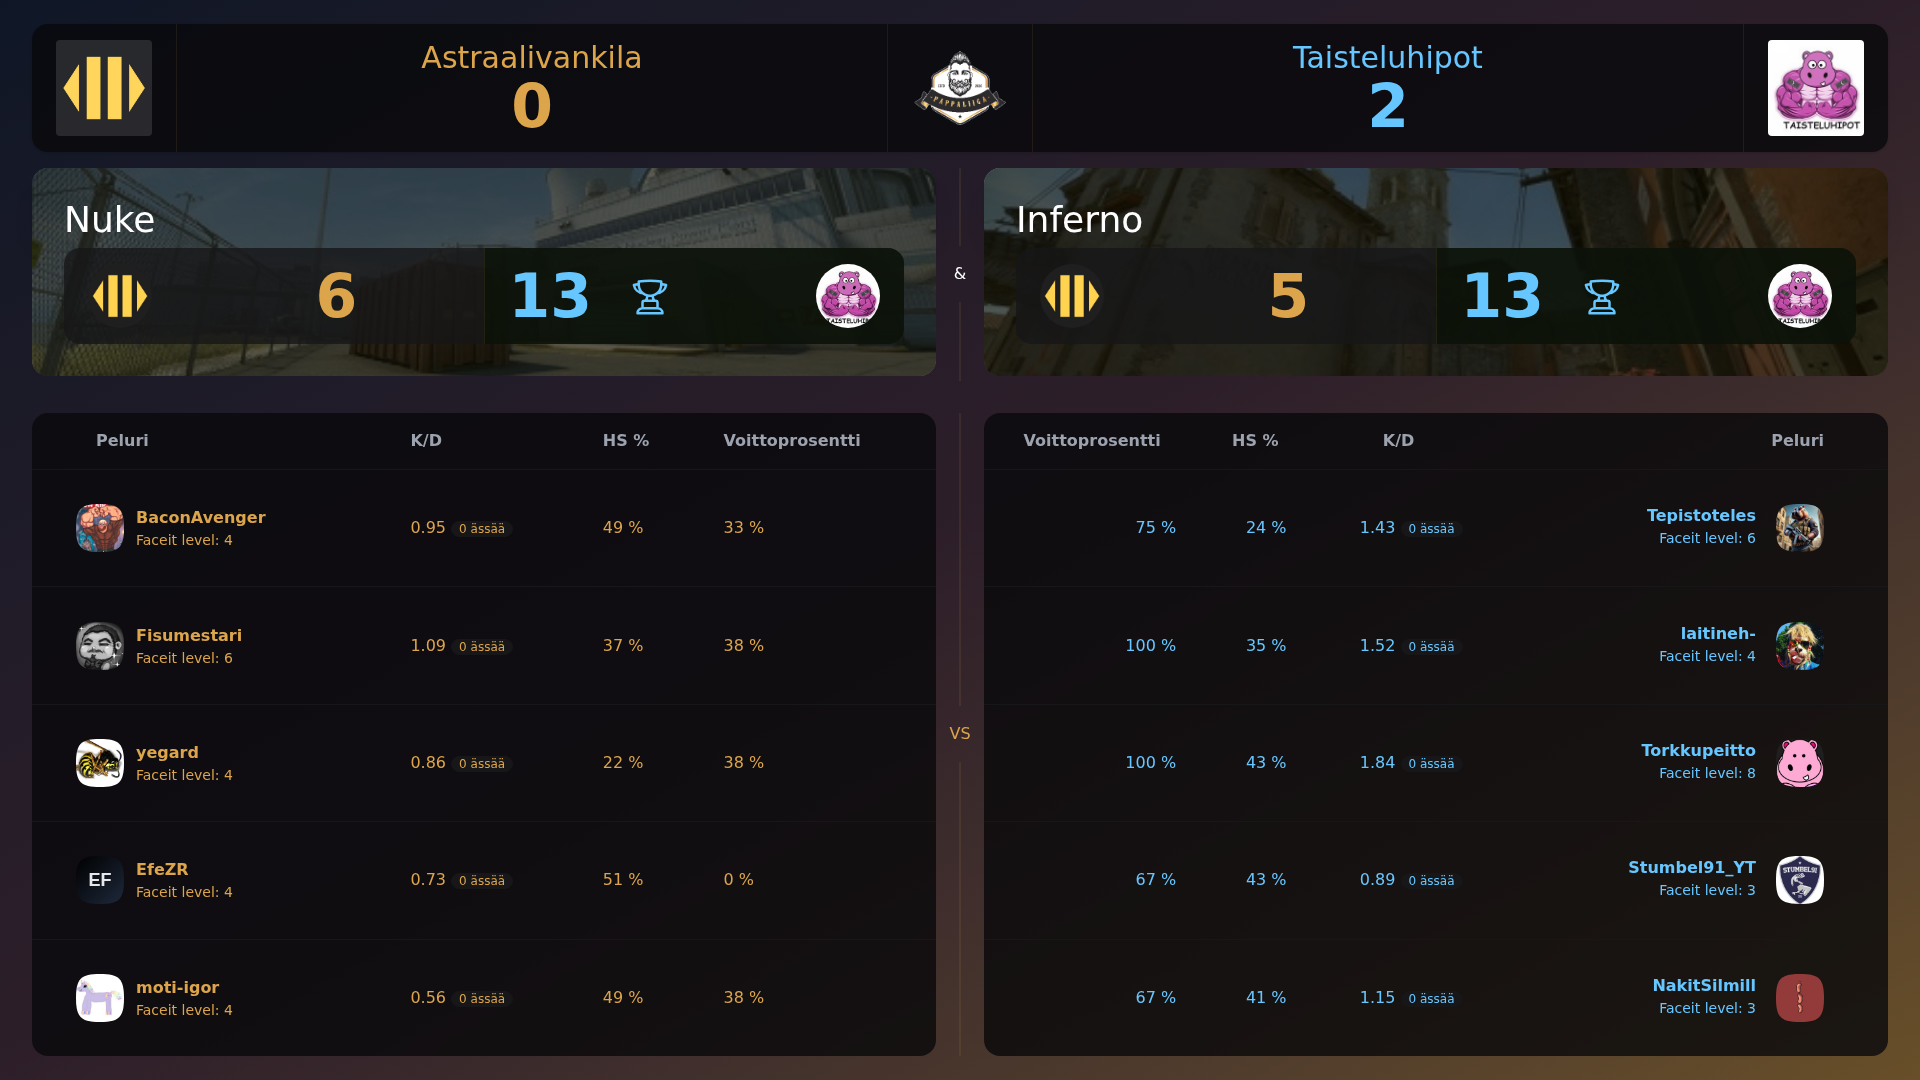 Astraalivankila
0
PAPPALIIGA
Taisteluhipot
2
TAISTELUHIPOT
Nuke
6
13
&
Inferno
5
13
Peluri K/D HS % Voittoprosentti
BaconAvenger
Faceit level: 4
0.95 0 ässää 49 % 33 %
Fisumestari
Faceit level: 6
1.09 0 ässää 37 % 38 %
yegard
Faceit level: 4
0.86 0 ässää 22 % 38 %
EF
EfeZR
Faceit level: 4
0.73 0 ässää 51 % 0 %
moti-igor
Faceit level: 4
0.56 0 ässää 49 % 38 %
VS
Voittoprosentti HS % K/D Peluri
75 % 24 % 1.43 0 ässää
Tepistoteles
Faceit level: 6
100 % 35 % 1.52 0 ässää
laitineh-
Faceit level: 4
100 % 43 % 1.84 0 ässää
Torkkupeitto
Faceit level: 8
67 % 43 % 0.89 0 ässää
Stumbel91_YT
Faceit level: 3
STUMBEL91
67 % 41 % 1.15 0 ässää
NakitSilmill
Faceit level: 3